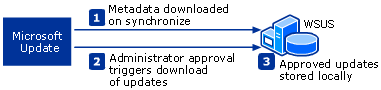 Microsoft
Update
1 Metadata downloaded
on synchronize
2 Administrator approval
triggers download
of updates
WSUS
3 Approved updates
stored locally